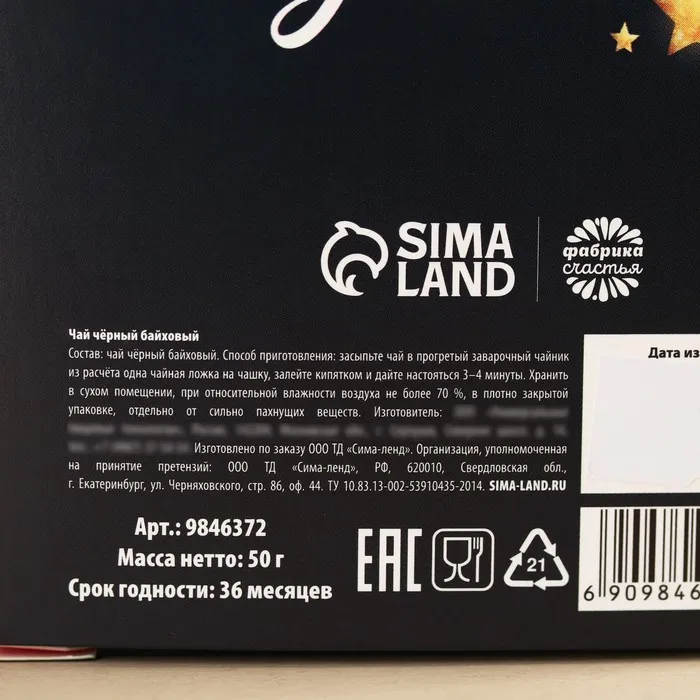 SIMA
LAND
фабрика
счастья
Чай чёрный байховый
Состав: чай чёрный байховый. Способ приготовления: засыпьте чай в прогретый заварочный чайник
из расчёта одна чайная ложка на чашку, залейте кипятком и дайте настояться 3–4 минуты. Хранить
в сухом помещении, при относительной влажности воздуха не более 70 %, в плотно закрытой
упаковке, отдельно от сильно пахнущих веществ. Изготовитель:
Изготовлено по заказу ООО ТД «Сима-ленд». Организация, уполномоченная
на принятие претензий: ООО ТД «Сима-ленд», РФ, 620010, Свердловская обл.,
г. Екатеринбург, ул. Черняховского, стр. 86, оф. 44. ТУ 10.83.13-002-53910435-2014. SIMA-LAND.RU
Дата из
Арт.: 9846372
Масса нетто: 50 г
Срок годности: 36 месяцев
ЕАС
21
6 909846